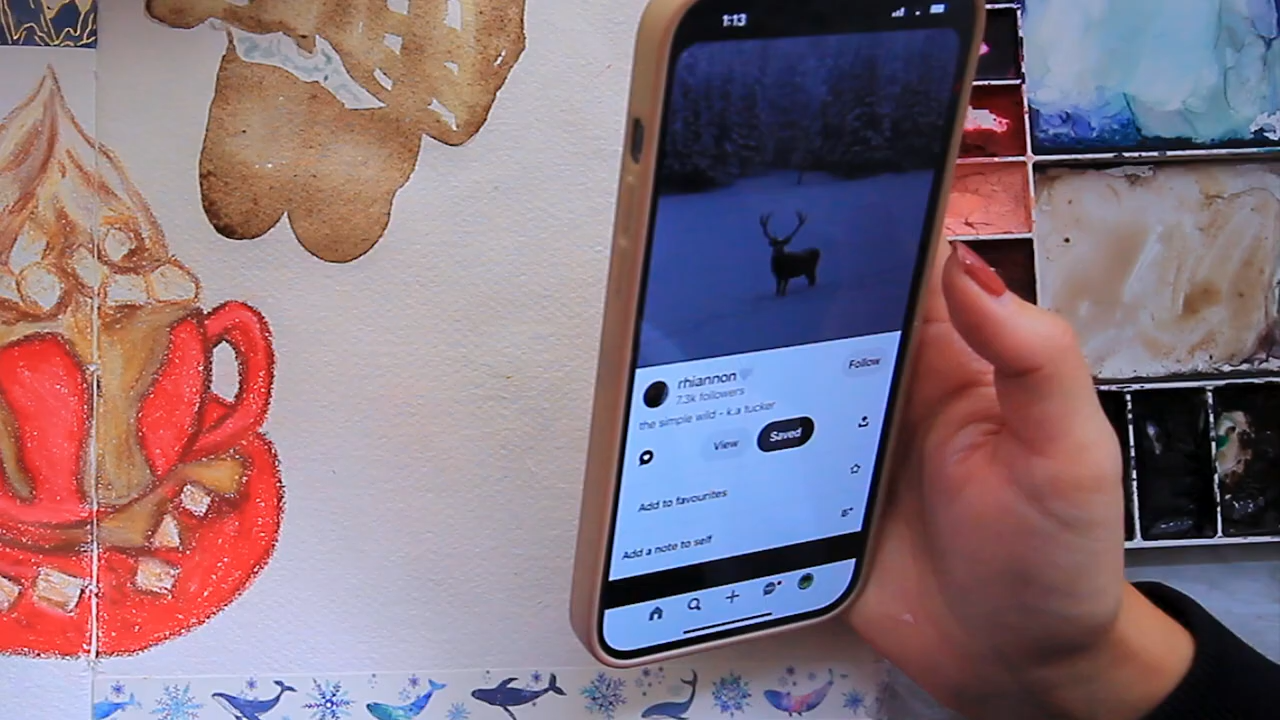 1:13
rhiannon
Follow
7.3k followers
the simple wild - k.a tucker
View
Saved
Add to favourites
Add a note to self